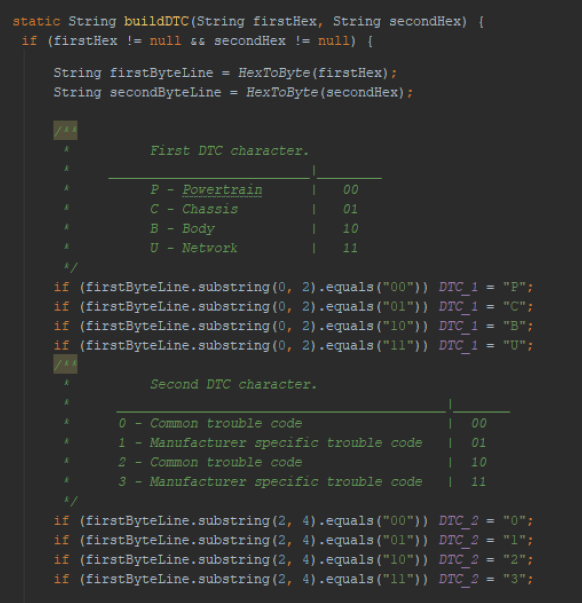 static String buildDTC(String firstHex, String secondHex) {
if (firstHex != null && secondHex != null) {
String firstByteLine = HexToByte(firstHex);
String secondByteLine = HexToByte(secondHex);
/**
* First DTC character.
* _________________________|________
* P - Powertrain | 00
* C - Chassis | 01
* B - Body | 10
* U - Network | 11
*/
if (firstByteLine.substring(0, 2).equals("00")) DTC_1 = "P";
if (firstByteLine.substring(0, 2).equals("01")) DTC_1 = "C";
if (firstByteLine.substring(0, 2).equals("10")) DTC_1 = "B";
if (firstByteLine.substring(0, 2).equals("11")) DTC_1 = "U";
/**
* Second DTC character.
* _________________________________________|_______
* 0 - Common trouble code | 00
* 1 - Manufacturer specific trouble code | 01
* 2 - Common trouble code | 10
* 3 - Manufacturer specific trouble code | 11
*/
if (firstByteLine.substring(2, 4).equals("00")) DTC_2 = "0";
if (firstByteLine.substring(2, 4).equals("01")) DTC_2 = "1";
if (firstByteLine.substring(2, 4).equals("10")) DTC_2 = "2";
if (firstByteLine.substring(2, 4).equals("11")) DTC_2 = "3";